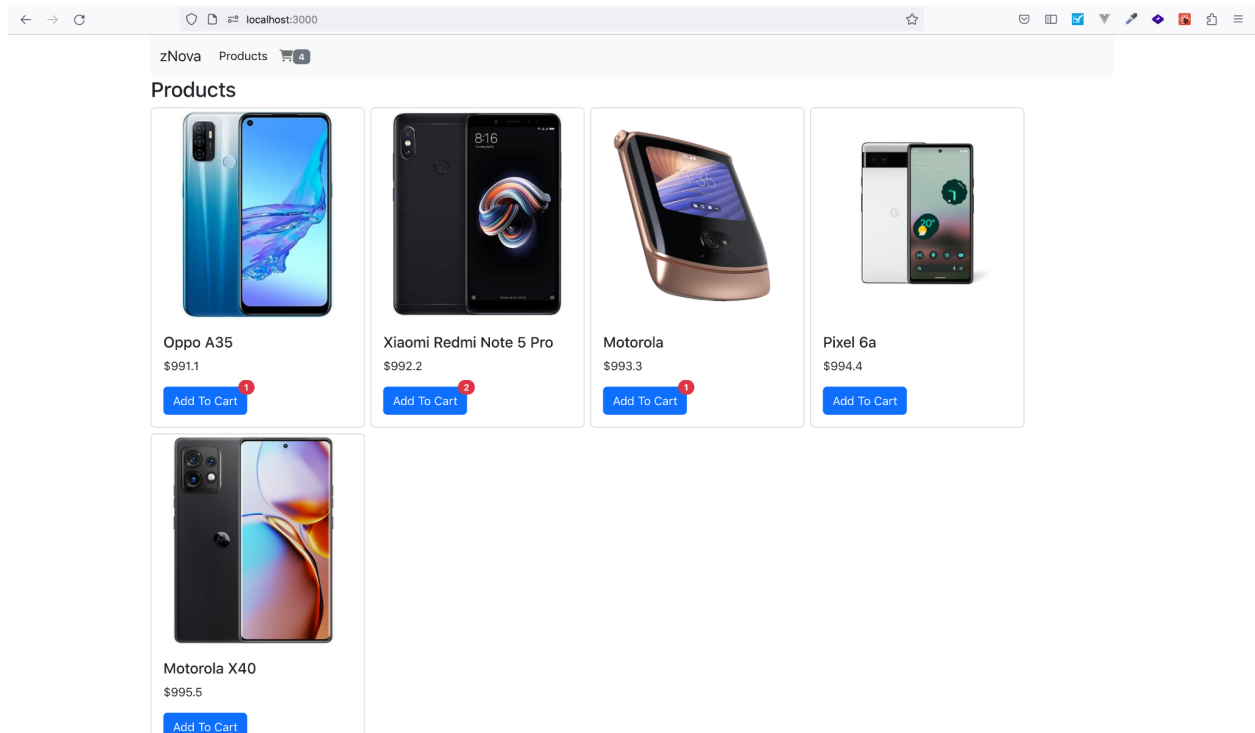 localhost:3000
zNova Products 4
Products
8:16
20°
G
Oppo A35
Xiaomi Redmi Note 5 Pro
Motorola
Pixel 6a
$991.1
$992.2
$993.3
$994.4
1
2
1
Add To Cart
Add To Cart
Add To Cart
Add To Cart
Motorola X40
$995.5
Add To Cart